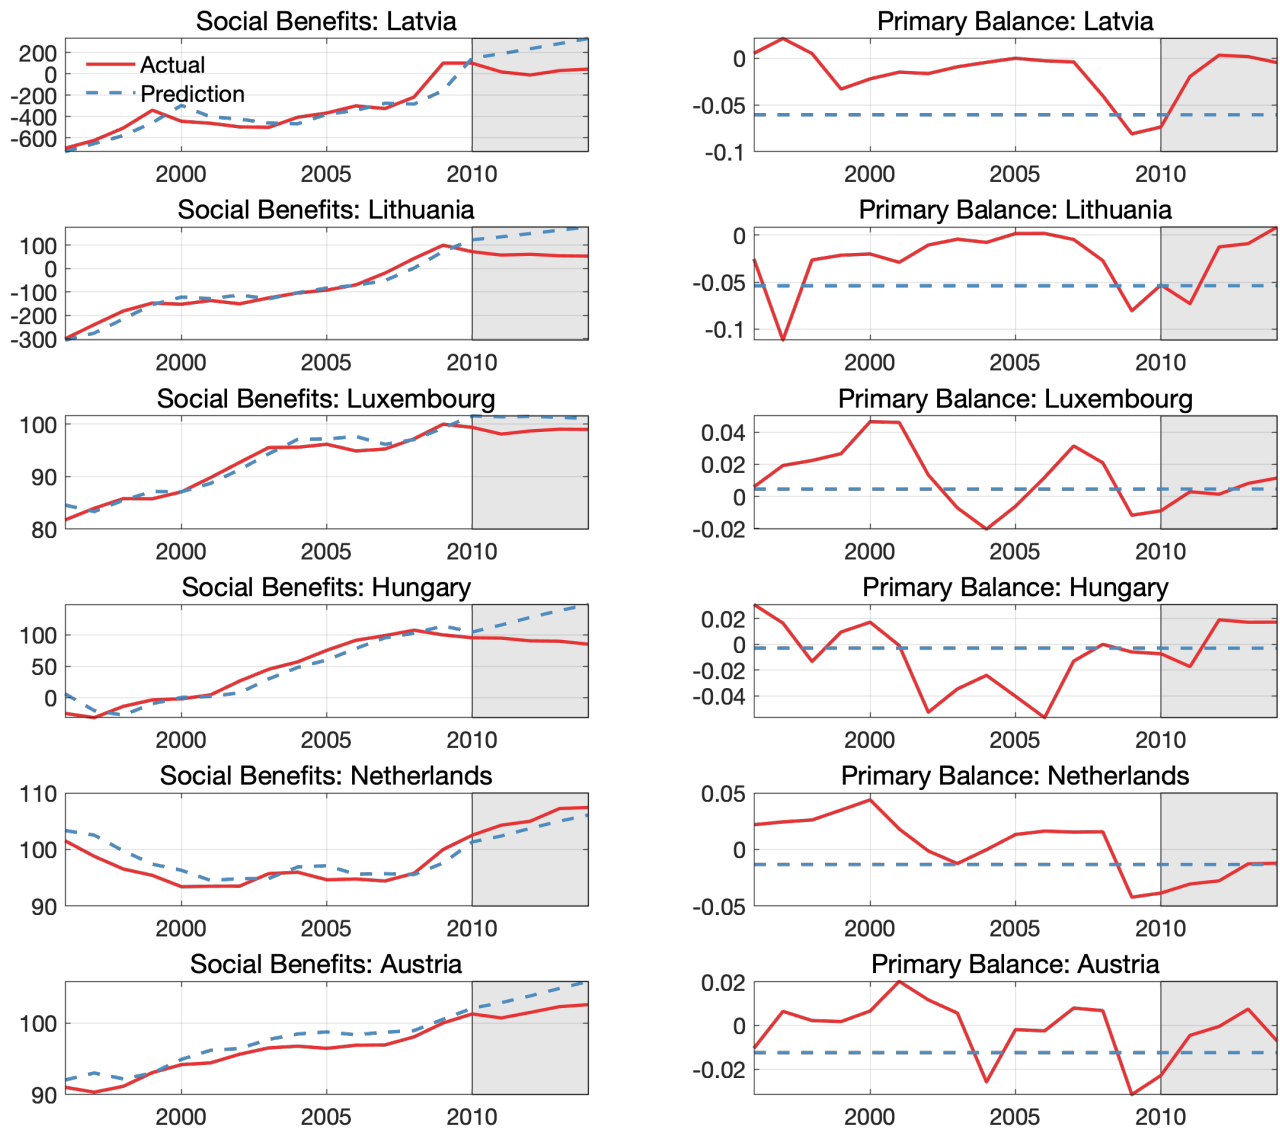 Social Benefits: Latvia
200
0
-200
-400
-600
Actual
Prediction
2000 2005 2010
Primary Balance: Latvia
0
-0.05
-0.1
2000 2005 2010
Social Benefits: Lithuania
100
0
-100
-200
-300
2000 2005 2010
Primary Balance: Lithuania
0
-0.05
-0.1
2000 2005 2010
Social Benefits: Luxembourg
100
90
80
2000 2005 2010
Primary Balance: Luxembourg
0.04
0.02
0
-0.02
2000 2005 2010
Social Benefits: Hungary
100
50
0
2000 2005 2010
Primary Balance: Hungary
0.02
0
-0.02
-0.04
2000 2005 2010
Social Benefits: Netherlands
110
100
90
2000 2005 2010
Primary Balance: Netherlands
0.05
0
-0.05
2000 2005 2010
Social Benefits: Austria
100
90
2000 2005 2010
Primary Balance: Austria
0.02
0
-0.02
2000 2005 2010